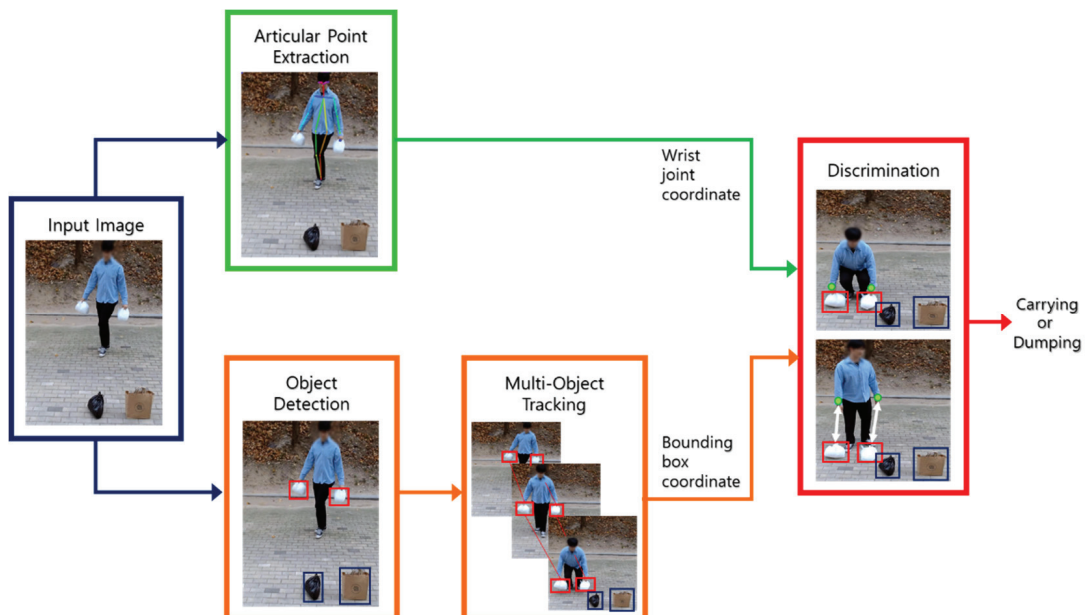 Articular Point
Extraction
Input Image
Wrist
joint
coordinate
Discrimination
Carrying
or
Dumping
Object
Detection
Multi-Object
Tracking
Bounding
box
coordinate